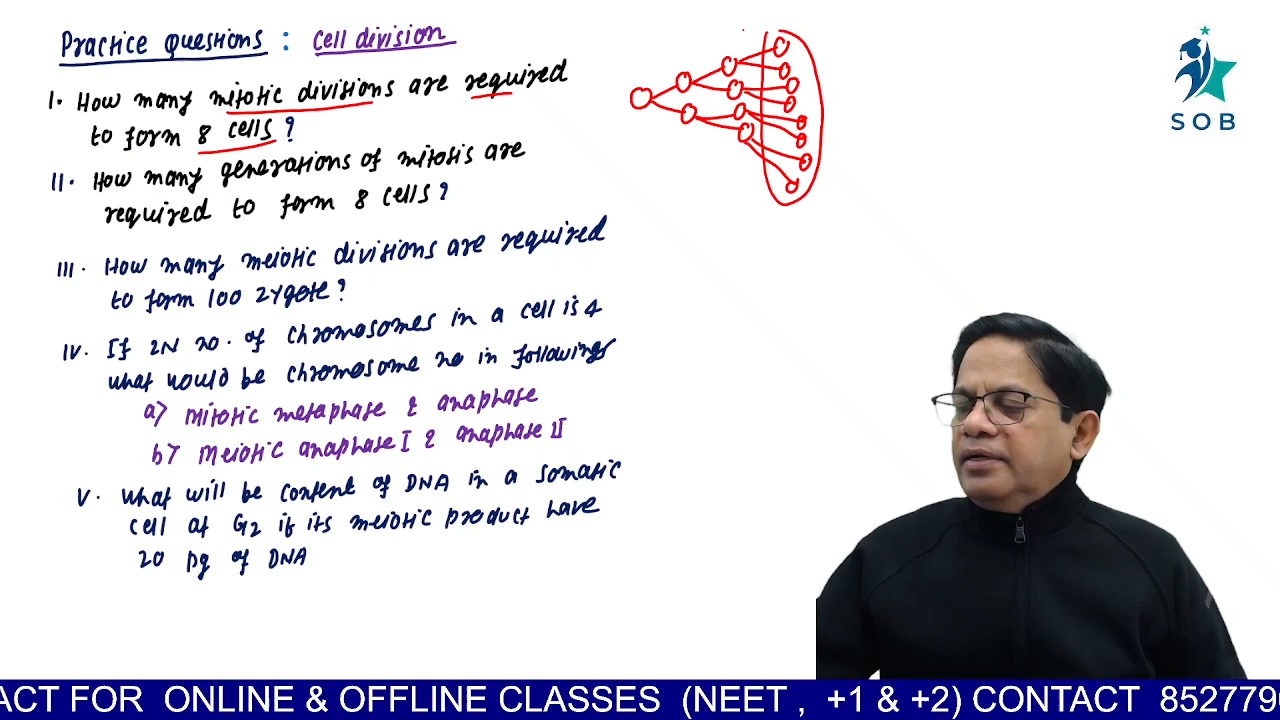 Practice Questions : Cell division
I. How many mitotic divisions are required
to form 8 cells ?
II. How many generations of mitosis are
required to form 8 cells ?
III. How many meiotic divisions are required
to form 100 zygote ?
IV. If 2N no. of chromosomes in a cell is 4
what would be chromosome no in followings
a) Mitotic metaphase & anaphase
b) Meiotic anaphase I & anaphase II
V. What will be content of DNA in a somatic
cell at G2 if its meiotic product have
20 pg of DNA
SOB
ACT FOR ONLINE & OFFLINE CLASSES (NEET , +1 & +2) CONTACT 852779